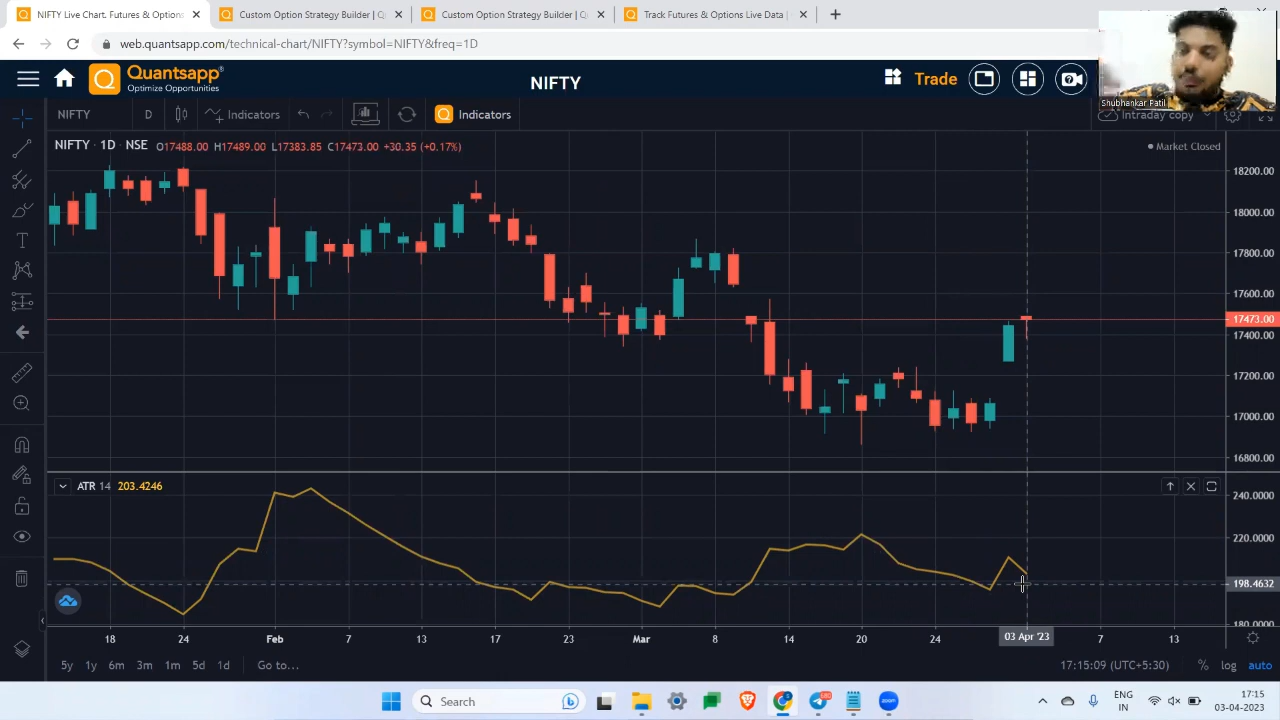 NIFTY Live Chart. Futures & Options
Custom Option Strategy Builder | Q
Custom Option Strategy Builder | Q
Track Futures & Options Live Data |
web.quantsapp.com/technical-chart/NIFTY?symbol=NIFTY&freq=1D
Quantsapp
Optimize Opportunities
NIFTY
Trade
Shubhankar Patil
NIFTY
D
Indicators
Indicators
Intraday copy
NIFTY · 1D · NSE O17488.00 H17489.00 L17383.85 C17473.00 +30.35 (+0.17%)
Market Closed
18200.00
18000.00
17800.00
17600.00
17473.00
17400.00
17200.00
17000.00
16800.00
ATR 14 203.4246
240.0000
220.0000
198.4632
180.0000
18 24 Feb 7 13 17 23 Mar 8 14 20 24 03 Apr '23 7 13
5y 1y 6m 3m 1m 5d 1d Go to...
17:15:09 (UTC+5:30) % log auto
Search
ENG
IN
17:15
03-04-2023
zoom